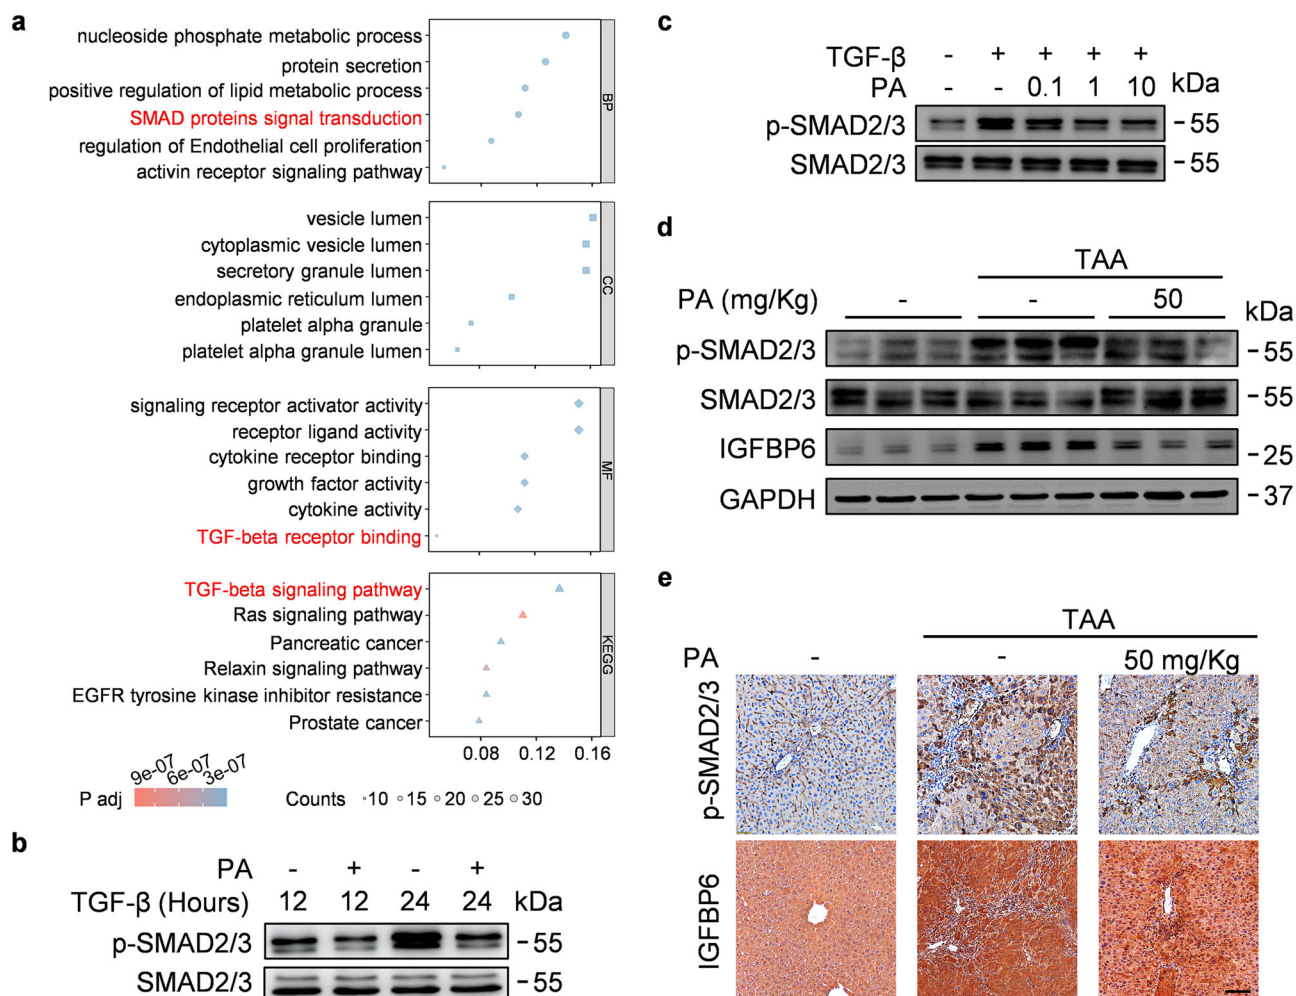 a
nucleoside phosphate metabolic process
protein secretion
positive regulation of lipid metabolic process
SMAD proteins signal transduction
regulation of Endothelial cell proliferation
activin receptor signaling pathway
BP
vesicle lumen
cytoplasmic vesicle lumen
secretory granule lumen
endoplasmic reticulum lumen
platelet alpha granule
platelet alpha granule lumen
CC
signaling receptor activator activity
receptor ligand activity
cytokine receptor binding
growth factor activity
cytokine activity
TGF-beta receptor binding
MF
TGF-beta signaling pathway
Ras signaling pathway
Pancreatic cancer
Relaxin signaling pathway
EGFR tyrosine kinase inhibitor resistance
Prostate cancer
KEGG
0.08 0.12 0.16
9e-07 6e-07 3e-07
P adj
Counts 10 15 20 25 30
b
PA - + - +
TGF-β (Hours) 12 12 24 24 kDa
p-SMAD2/3 -55
SMAD2/3 -55
c
TGF-β - + + + +
PA - - 0.1 1 10 kDa
p-SMAD2/3 -55
SMAD2/3 -55
d
TAA
PA (mg/Kg) - - 50 kDa
p-SMAD2/3 -55
SMAD2/3 -55
IGFBP6 -25
GAPDH -37
e
TAA
PA - - 50 mg/Kg
p-SMAD2/3
IGFBP6